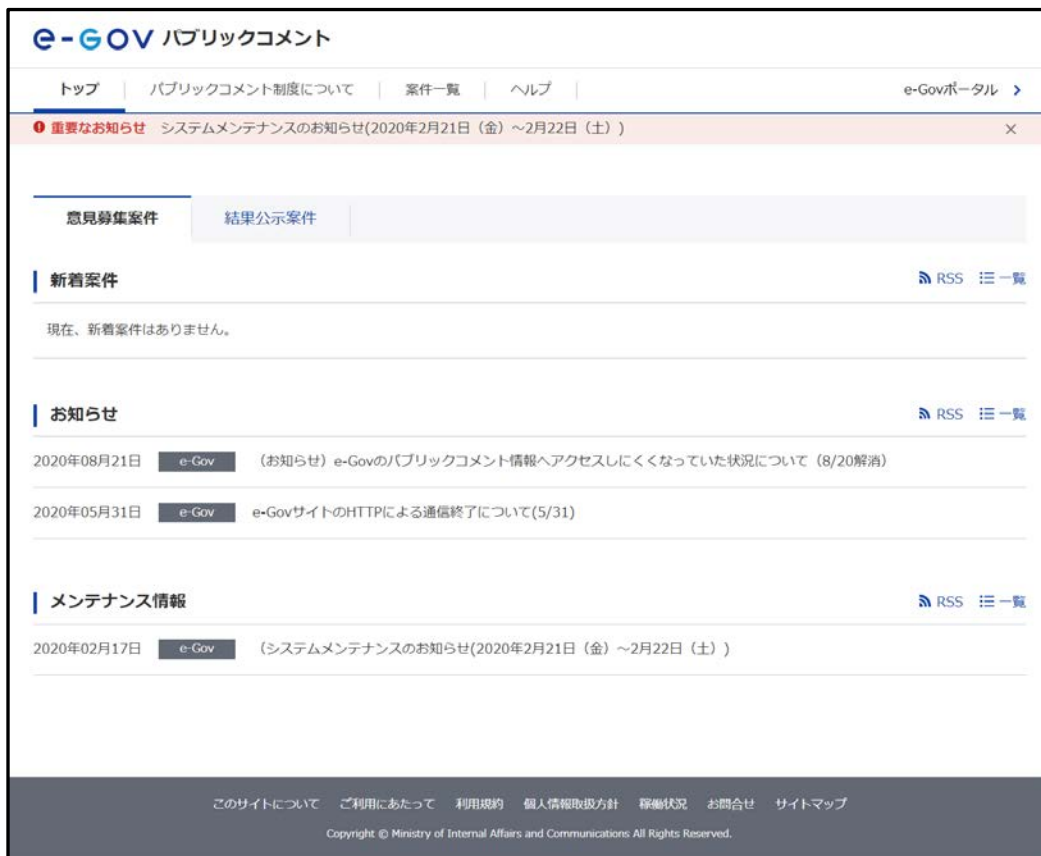 e-GOV パブリックコメント
トップ パブリックコメント制度について 案件一覧 ヘルプ e-Govポータル
重要なお知らせ システムメンテナンスのお知らせ(2020年2月21日（金）～2月22日（土）)
意見募集案件 結果公示案件
新着案件 RSS 一覧
現在、新着案件はありません。
お知らせ RSS 一覧
2020年08月21日 e-Gov （お知らせ）e-Govのパブリックコメント情報へアクセスしにくくなっていた状況について（8/20解消）
2020年05月31日 e-Gov e-GovサイトのHTTPによる通信終了について(5/31)
メンテナンス情報 RSS 一覧
2020年02月17日 e-Gov （システムメンテナンスのお知らせ(2020年2月21日（金）～2月22日（土）)
このサイトについて ご利用にあたって 利用規約 個人情報取扱方針 稼働状況 お問合せ サイトマップ
Copyright © Ministry of Internal Affairs and Communications All Rights Reserved.